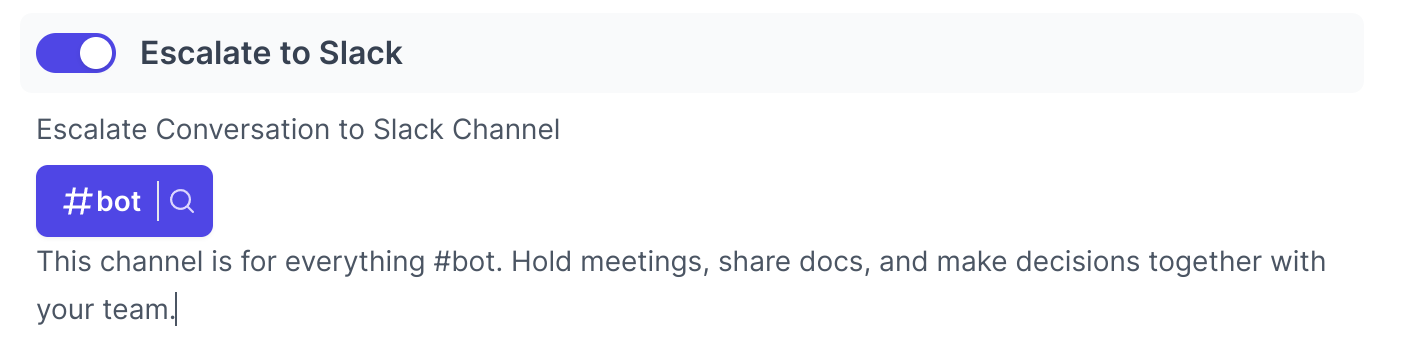 Escalate to Slack
Escalate Conversation to Slack Channel
#bot
This channel is for everything #bot. Hold meetings, share docs, and make decisions together with
your team.